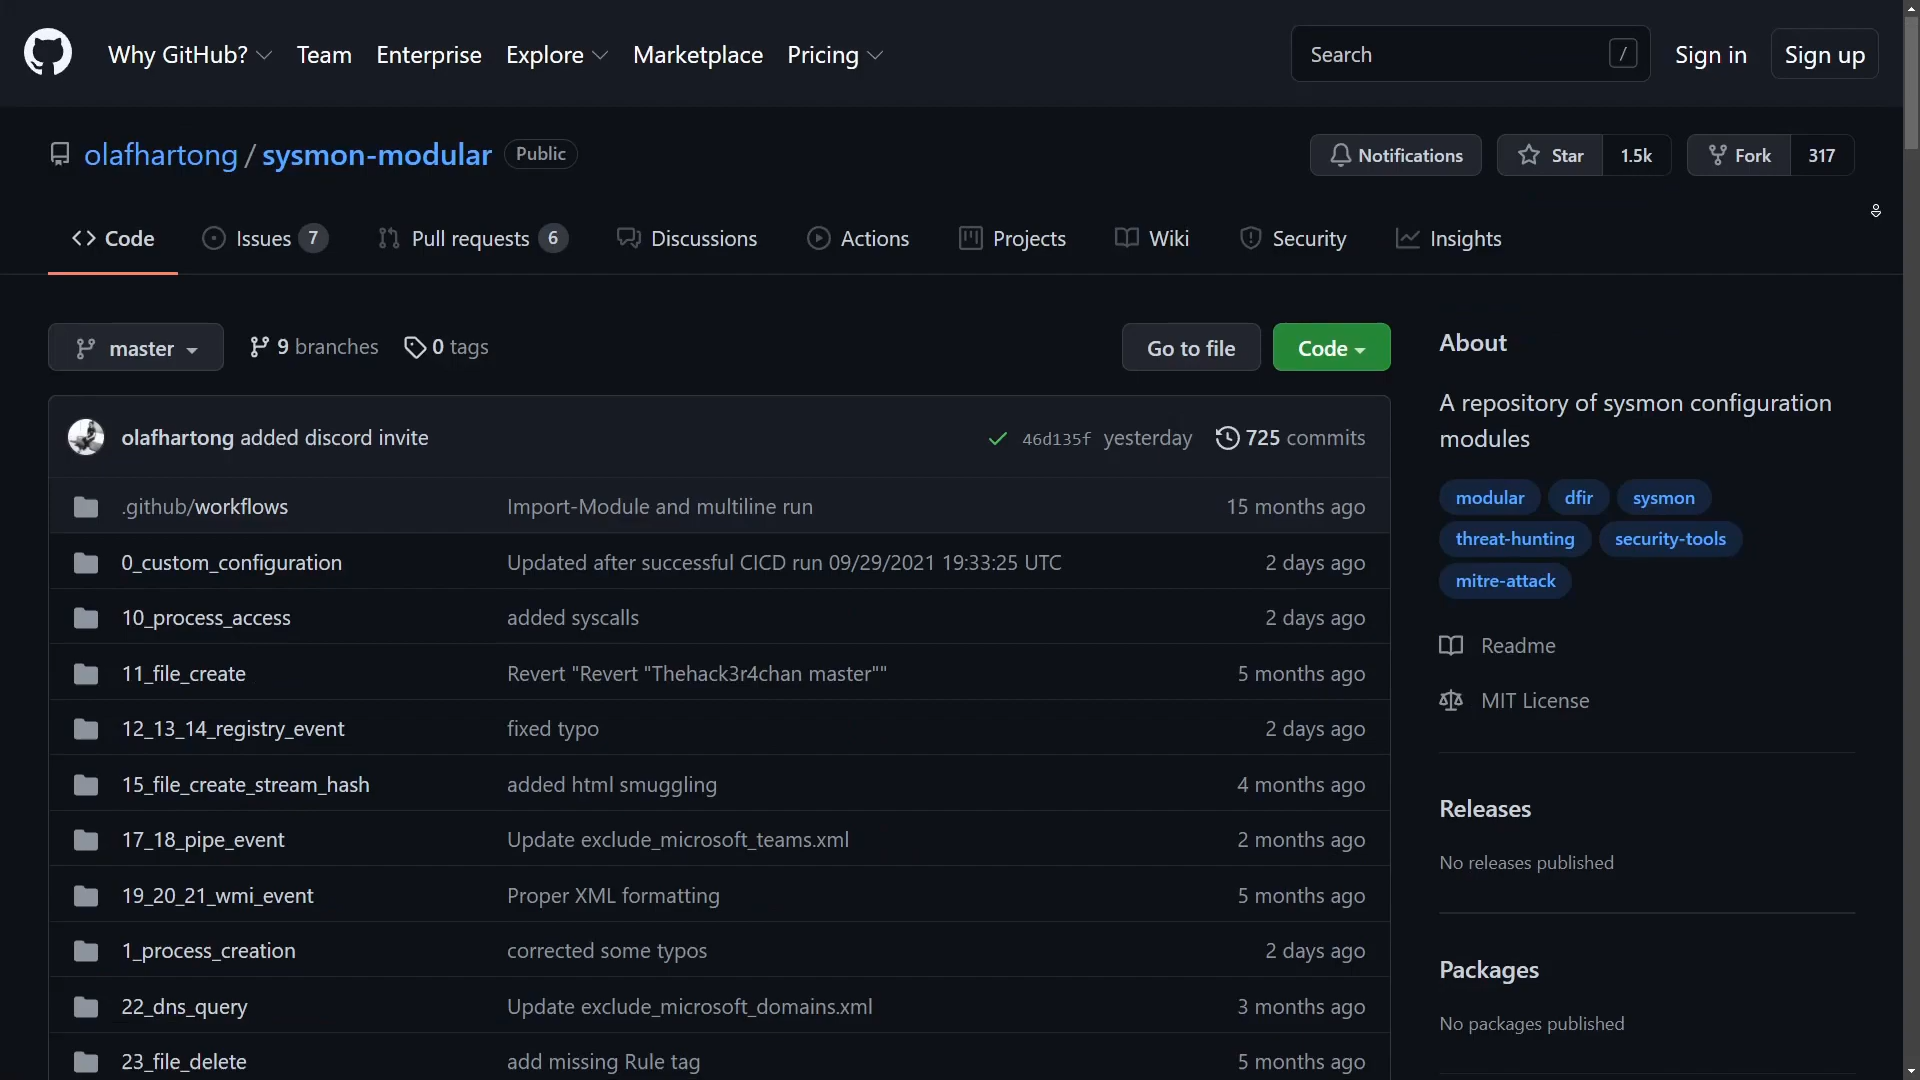 Why GitHub? Team Enterprise Explore Marketplace Pricing Search / Sign in Sign up
olafhartong / sysmon-modular Public Notifications Star 1.5k Fork 317
Code Issues 7 Pull requests 6 Discussions Actions Projects Wiki Security Insights
master 9 branches 0 tags Go to file Code
olafhartong added discord invite 46d135f yesterday 725 commits
.github/workflows Import-Module and multiline run 15 months ago
0_custom_configuration Updated after successful CICD run 09/29/2021 19:33:25 UTC 2 days ago
10_process_access added syscalls 2 days ago
11_file_create Revert "Revert "Thehack3r4chan master"" 5 months ago
12_13_14_registry_event fixed typo 2 days ago
15_file_create_stream_hash added html smuggling 4 months ago
17_18_pipe_event Update exclude_microsoft_teams.xml 2 months ago
19_20_21_wmi_event Proper XML formatting 5 months ago
1_process_creation corrected some typos 2 days ago
22_dns_query Update exclude_microsoft_domains.xml 3 months ago
23_file_delete add missing Rule tag 5 months ago
About
A repository of sysmon configuration
modules
modular dfir sysmon
threat-hunting security-tools
mitre-attack
Readme
MIT License
Releases
No releases published
Packages
No packages published